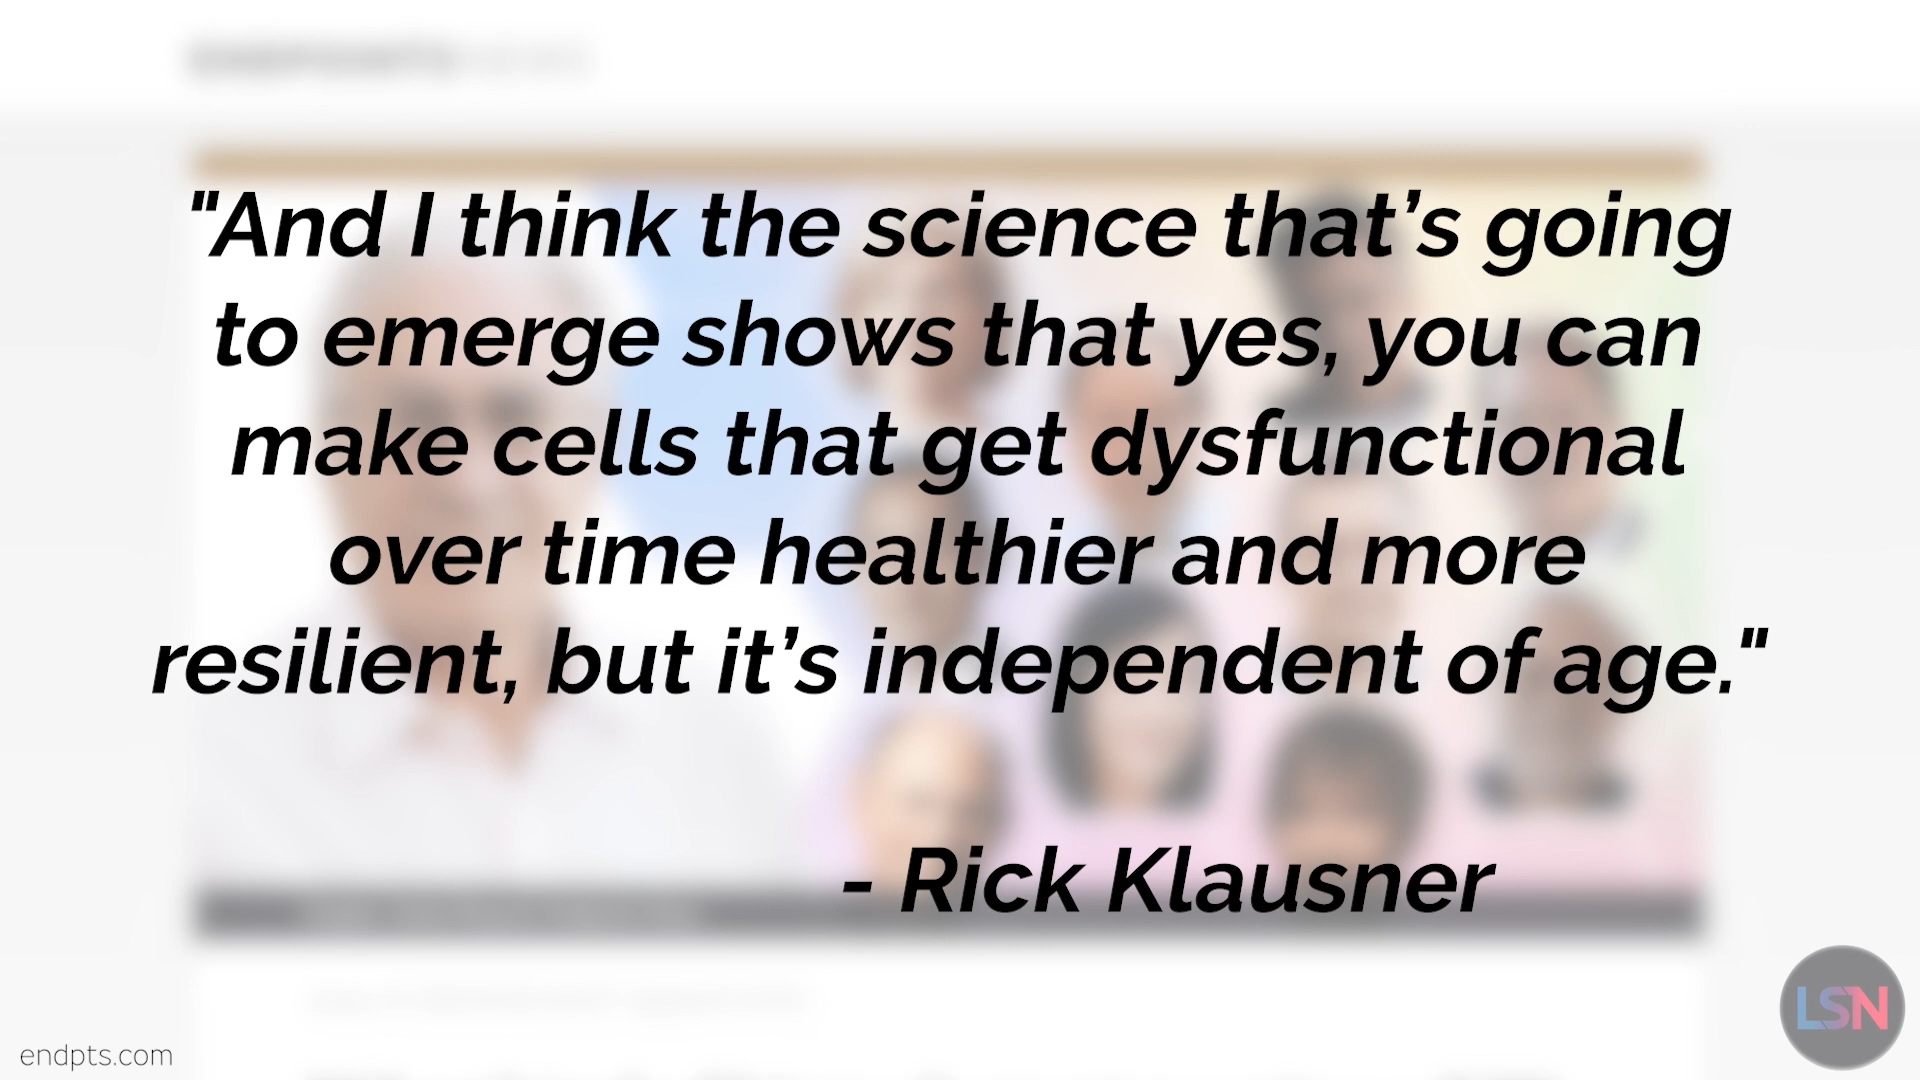 "And I think the science that’s going
to emerge shows that yes, you can
make cells that get dysfunctional
over time healthier and more
resilient, but it’s independent of age."
- Rick Klausner
LSN
endpts.com